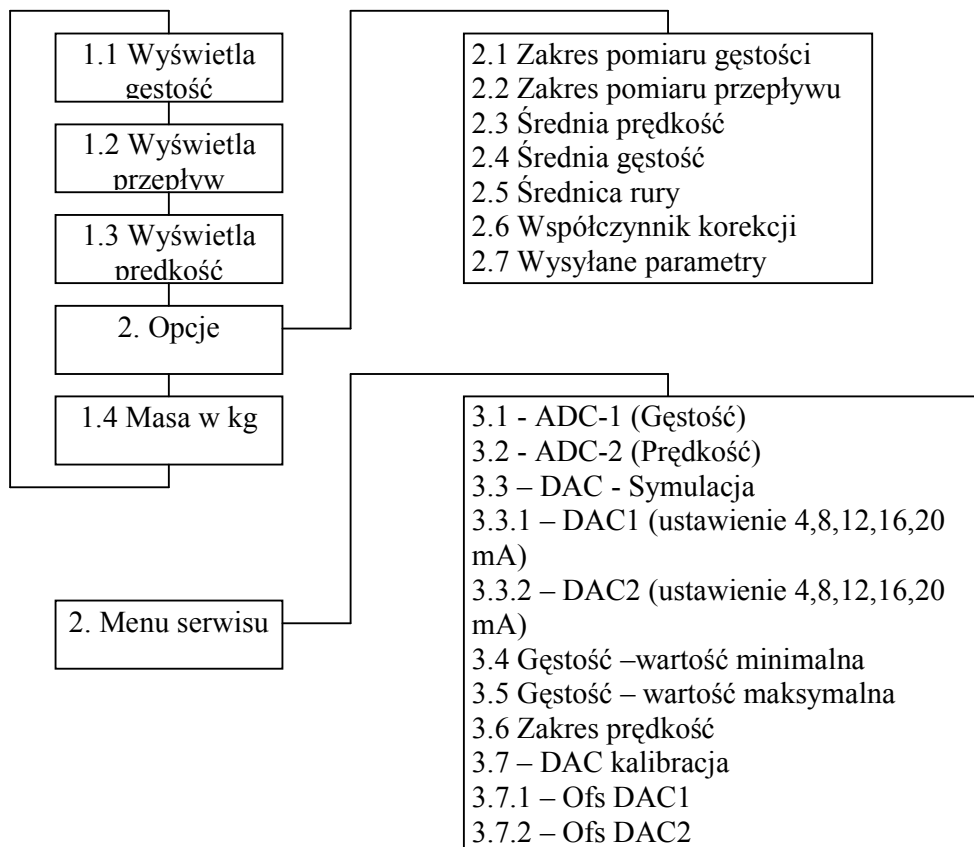 1.1 Wyświetla
gęstość
1.2 Wyświetla
przepływ
1.3 Wyświetla
prędkość
2. Opcje
1.4 Masa w kg
2. Menu serwisu
2.1 Zakres pomiaru gęstości
2.2 Zakres pomiaru przepływu
2.3 Średnia prędkość
2.4 Średnia gęstość
2.5 Średnica rury
2.6 Współczynnik korekcji
2.7 Wysyłane parametry
3.1 - ADC-1 (Gęstość)
3.2 - ADC-2 (Prędkość)
3.3 – DAC - Symulacja
3.3.1 – DAC1 (ustawienie 4,8,12,16,20
mA)
3.3.2 – DAC2 (ustawienie 4,8,12,16,20
mA)
3.4 Gęstość –wartość minimalna
3.5 Gęstość – wartość maksymalna
3.6 Zakres prędkość
3.7 – DAC kalibracja
3.7.1 – Ofs DAC1
3.7.2 – Ofs DAC2